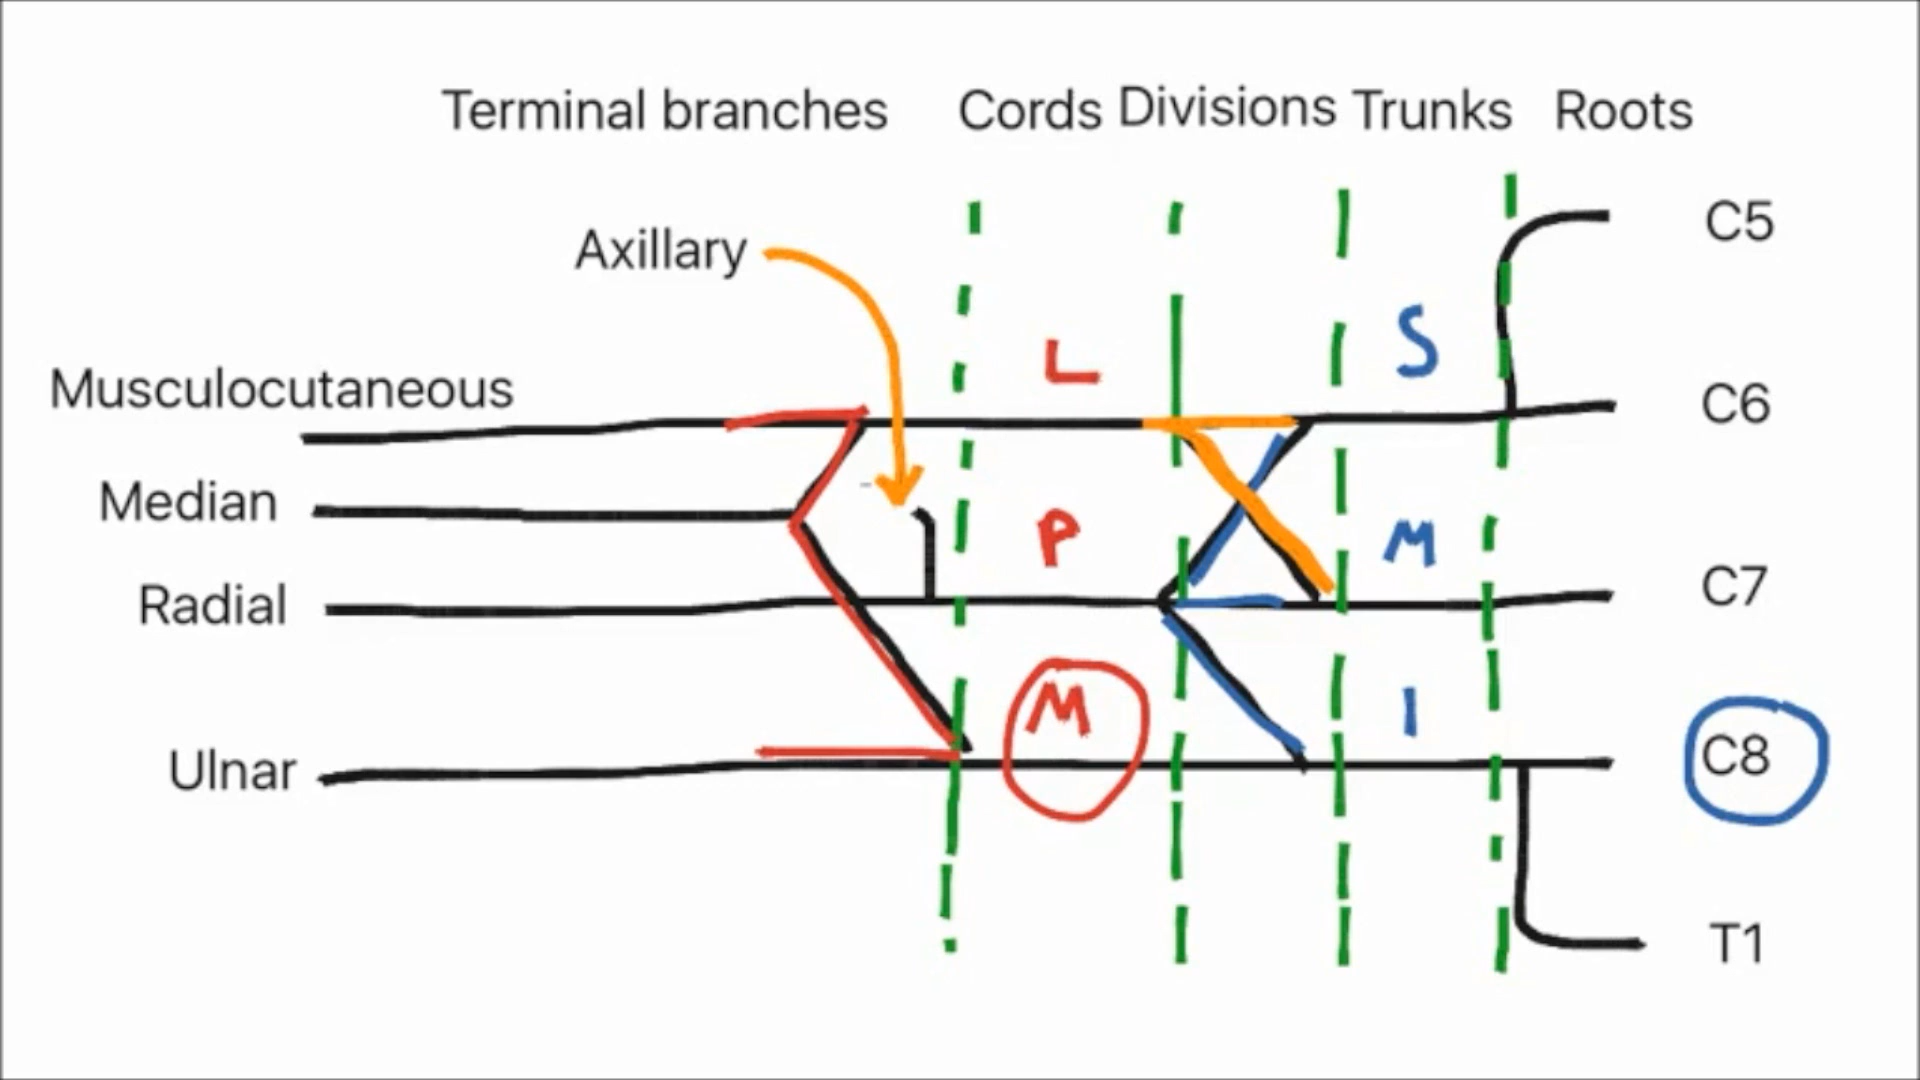 Terminal branches Cords Divisions Trunks Roots
C5
Axillary
L S
Musculocutaneous C6
Median P M
Radial C7
M I
Ulnar C8
T1